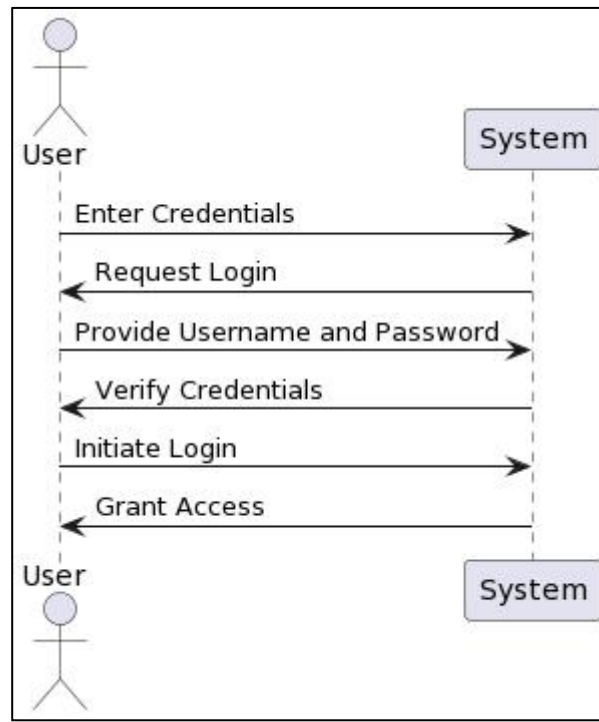 User
System
Enter Credentials
Request Login
Provide Username and Password
Verify Credentials
Initiate Login
Grant Access
User
System